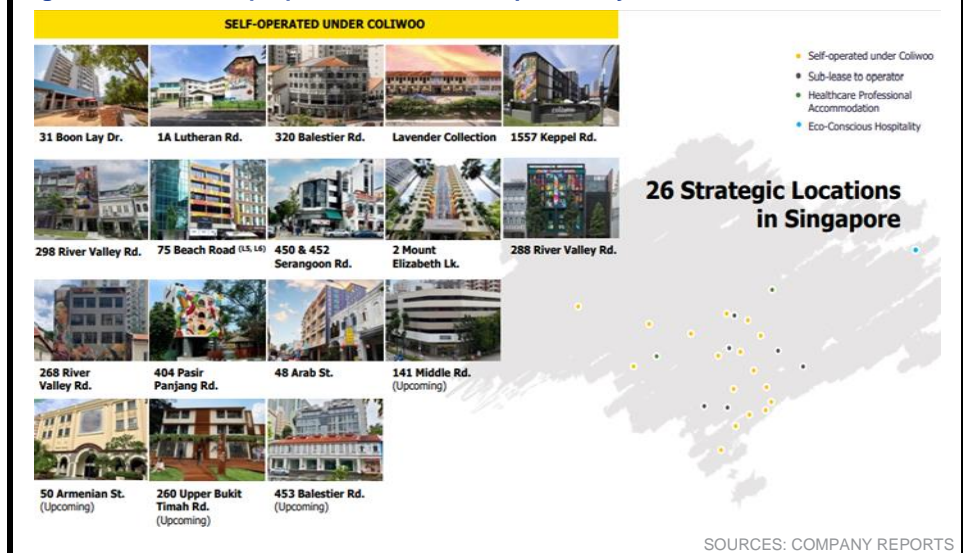 SELF-OPERATED UNDER COLIWOO
31 Boon Lay Dr.
1A Lutheran Rd.
320 Balestier Rd.
Lavender Collection
1557 Keppel Rd.
298 River Valley Rd.
75 Beach Road (L5, L6)
450 & 452
Serangoon Rd.
2 Mount
Elizabeth Lk.
288 River Valley Rd.
268 River
Valley Rd.
404 Pasir
Panjang Rd.
48 Arab St.
141 Middle Rd.
(Upcoming)
50 Armenian St.
(Upcoming)
260 Upper Bukit
Timah Rd.
(Upcoming)
453 Balestier Rd.
(Upcoming)
Self-operated under Coliwoo
Sub-lease to operator
Healthcare Professional
Accommodation
Eco-Conscious Hospitality
26 Strategic Locations
in Singapore
SOURCES: COMPANY REPORTS